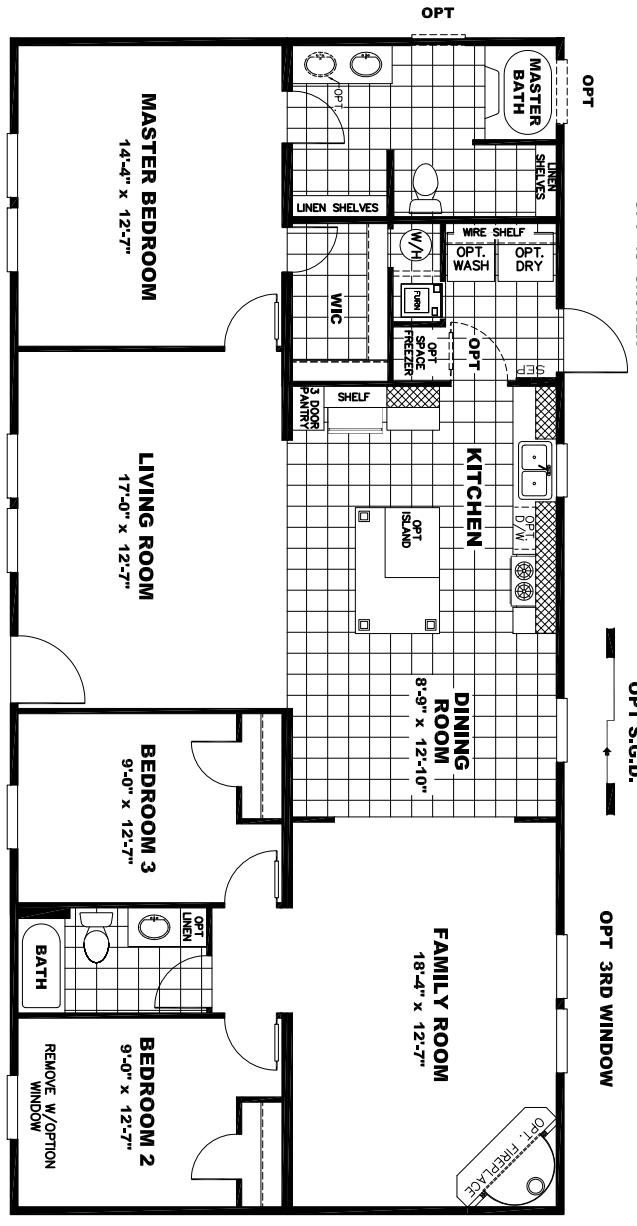 OPT
OPT
MASTER
BATH
OPT
LINEN
SHELVES
LINEN SHELVES
MASTER BEDROOM
14'-4" x 12'-7"
WIC
W/H
FURN
WIRE SHELF
OPT.
WASH
OPT.
DRY
OPT
SPACE
FREEZER
OPT
SEP
3 DOOR
PANTRY
SHELF
KITCHEN
OPT
ISLAND
OPT
D/W
LIVING ROOM
17'-0" x 12'-7"
DINING
ROOM
8'-9" x 12'-10"
OPT S.G.D.
BEDROOM 3
9'-0" x 12'-7"
OPT
LINEN
BATH
FAMILY ROOM
18'-4" x 12'-7"
OPT 3RD WINDOW
BEDROOM 2
9'-0" x 12'-7"
REMOVE W/OPTION
WINDOW
OPT. FIREPLACE